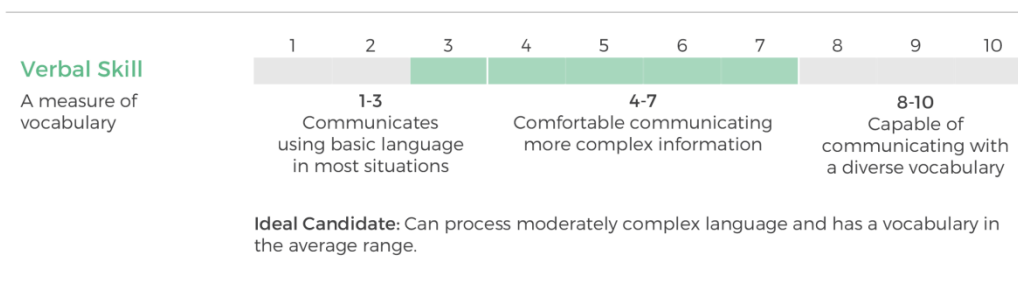 1 2 3 4 5 6 7 8 9 10
Verbal Skill
A measure of
vocabulary
1-3
Communicates
using basic language
in most situations
4-7
Comfortable communicating
more complex information
8-10
Capable of
communicating with
a diverse vocabulary
Ideal Candidate: Can process moderately complex language and has a vocabulary in
the average range.